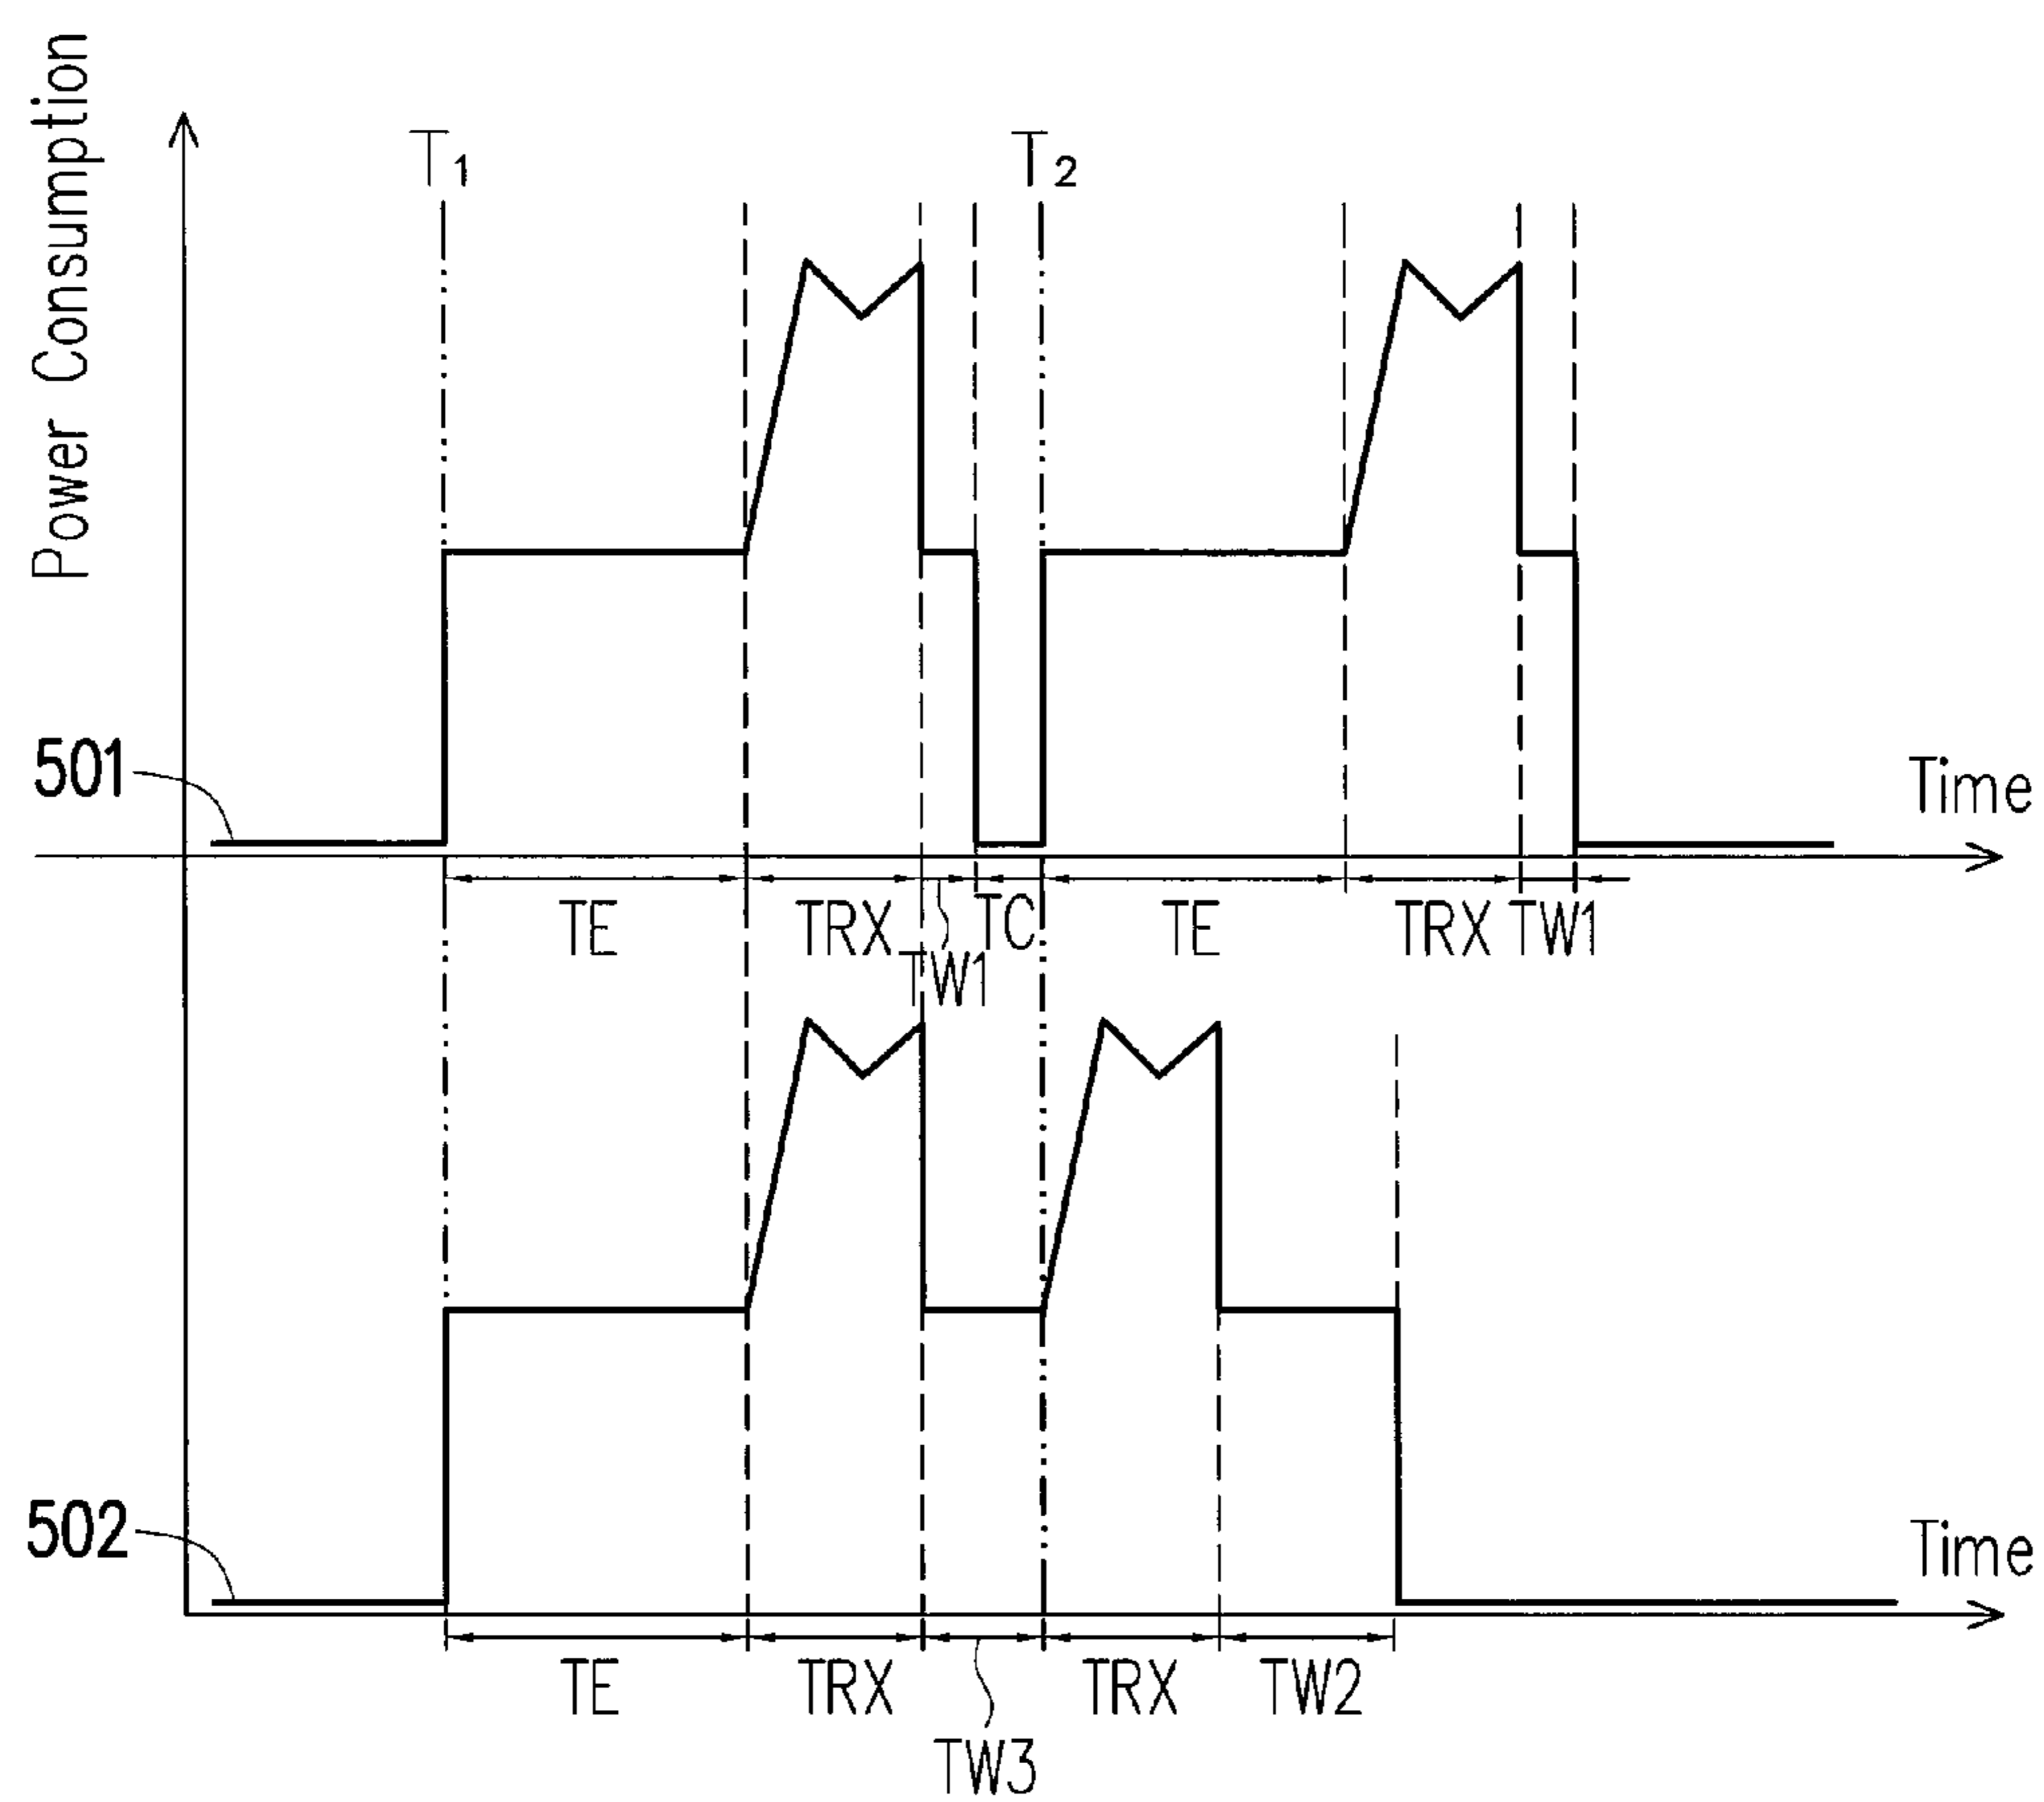 Power Consumption
T1
T2
501
Time
TE
TRX
TW1
TC
TE
TRX
TW1
502
Time
TE
TRX
TW3
TRX
TW2